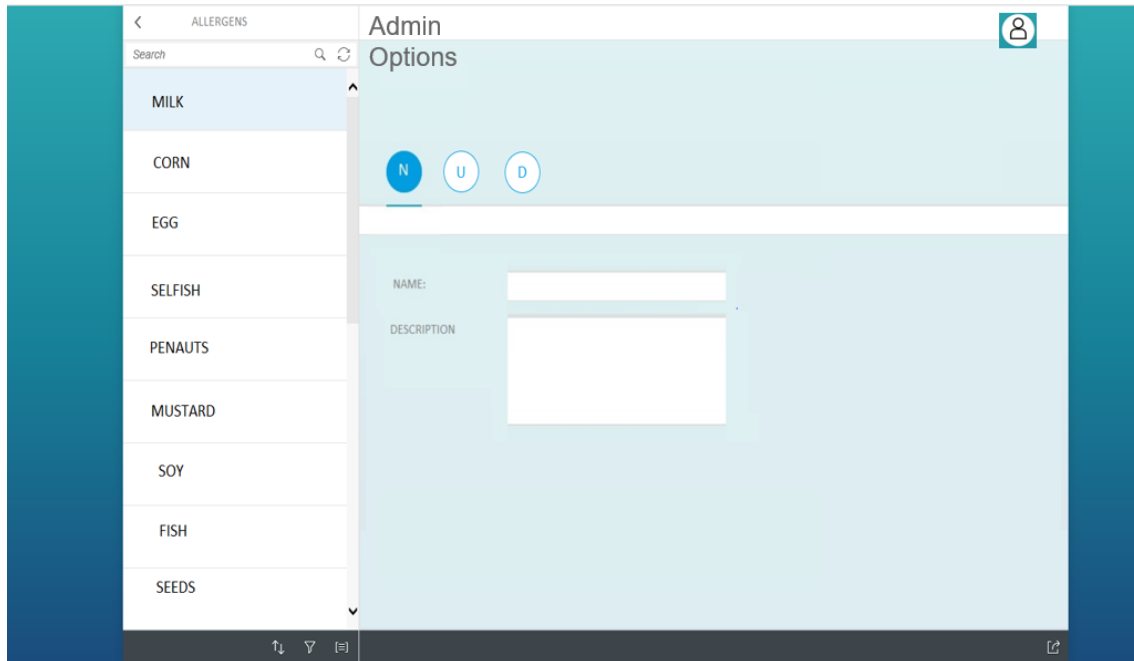 ALLERGENS
Search
MILK
CORN
EGG
SELFISH
PENAUTS
MUSTARD
SOY
FISH
SEEDS
Admin
Options
N U D
NAME:
DESCRIPTION